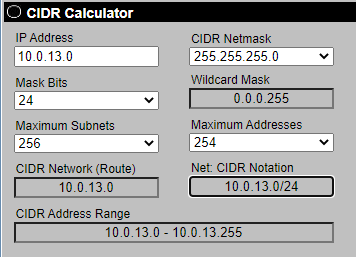 CIDR Calculator
IP Address CIDR Netmask
10.0.13.0 255.255.255.0
Mask Bits Wildcard Mask
24 0.0.0.255
Maximum Subnets Maximum Addresses
256 254
CIDR Network (Route) Net: CIDR Notation
10.0.13.0 10.0.13.0/24
CIDR Address Range
10.0.13.0 - 10.0.13.255